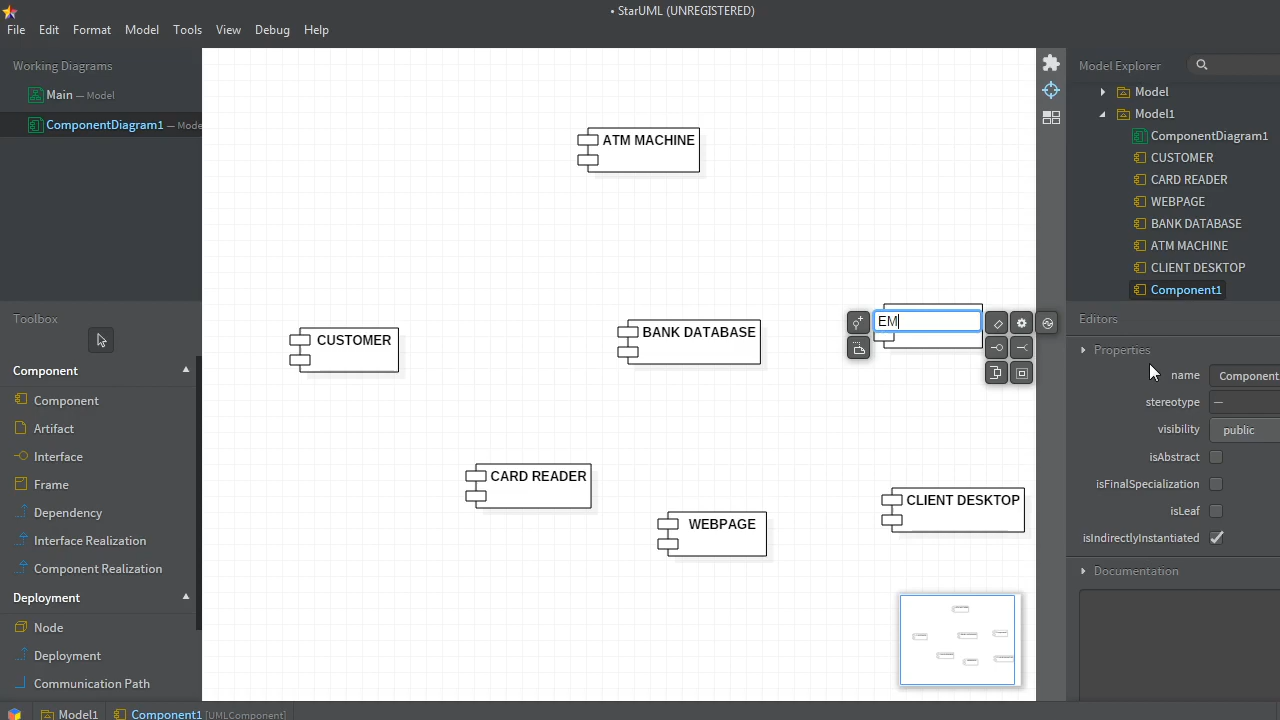 • StarUML (UNREGISTERED)
File Edit Format Model Tools View Debug Help
Working Diagrams
Main — Model
ComponentDiagram1 — Mode
Toolbox
Component
Component
Artifact
Interface
Frame
Dependency
Interface Realization
Component Realization
Deployment
Node
Deployment
Communication Path
ATM MACHINE
CUSTOMER
BANK DATABASE
EM
CARD READER
WEBPAGE
CLIENT DESKTOP
Model Explorer
Model
Model1
ComponentDiagram1
CUSTOMER
CARD READER
WEBPAGE
BANK DATABASE
ATM MACHINE
CLIENT DESKTOP
Component1
Editors
Properties
name Component
stereotype —
visibility public
isAbstract
isFinalSpecialization
isLeaf
isIndirectlyInstantiated
Documentation
Model1 Component1 [UMLComponent]